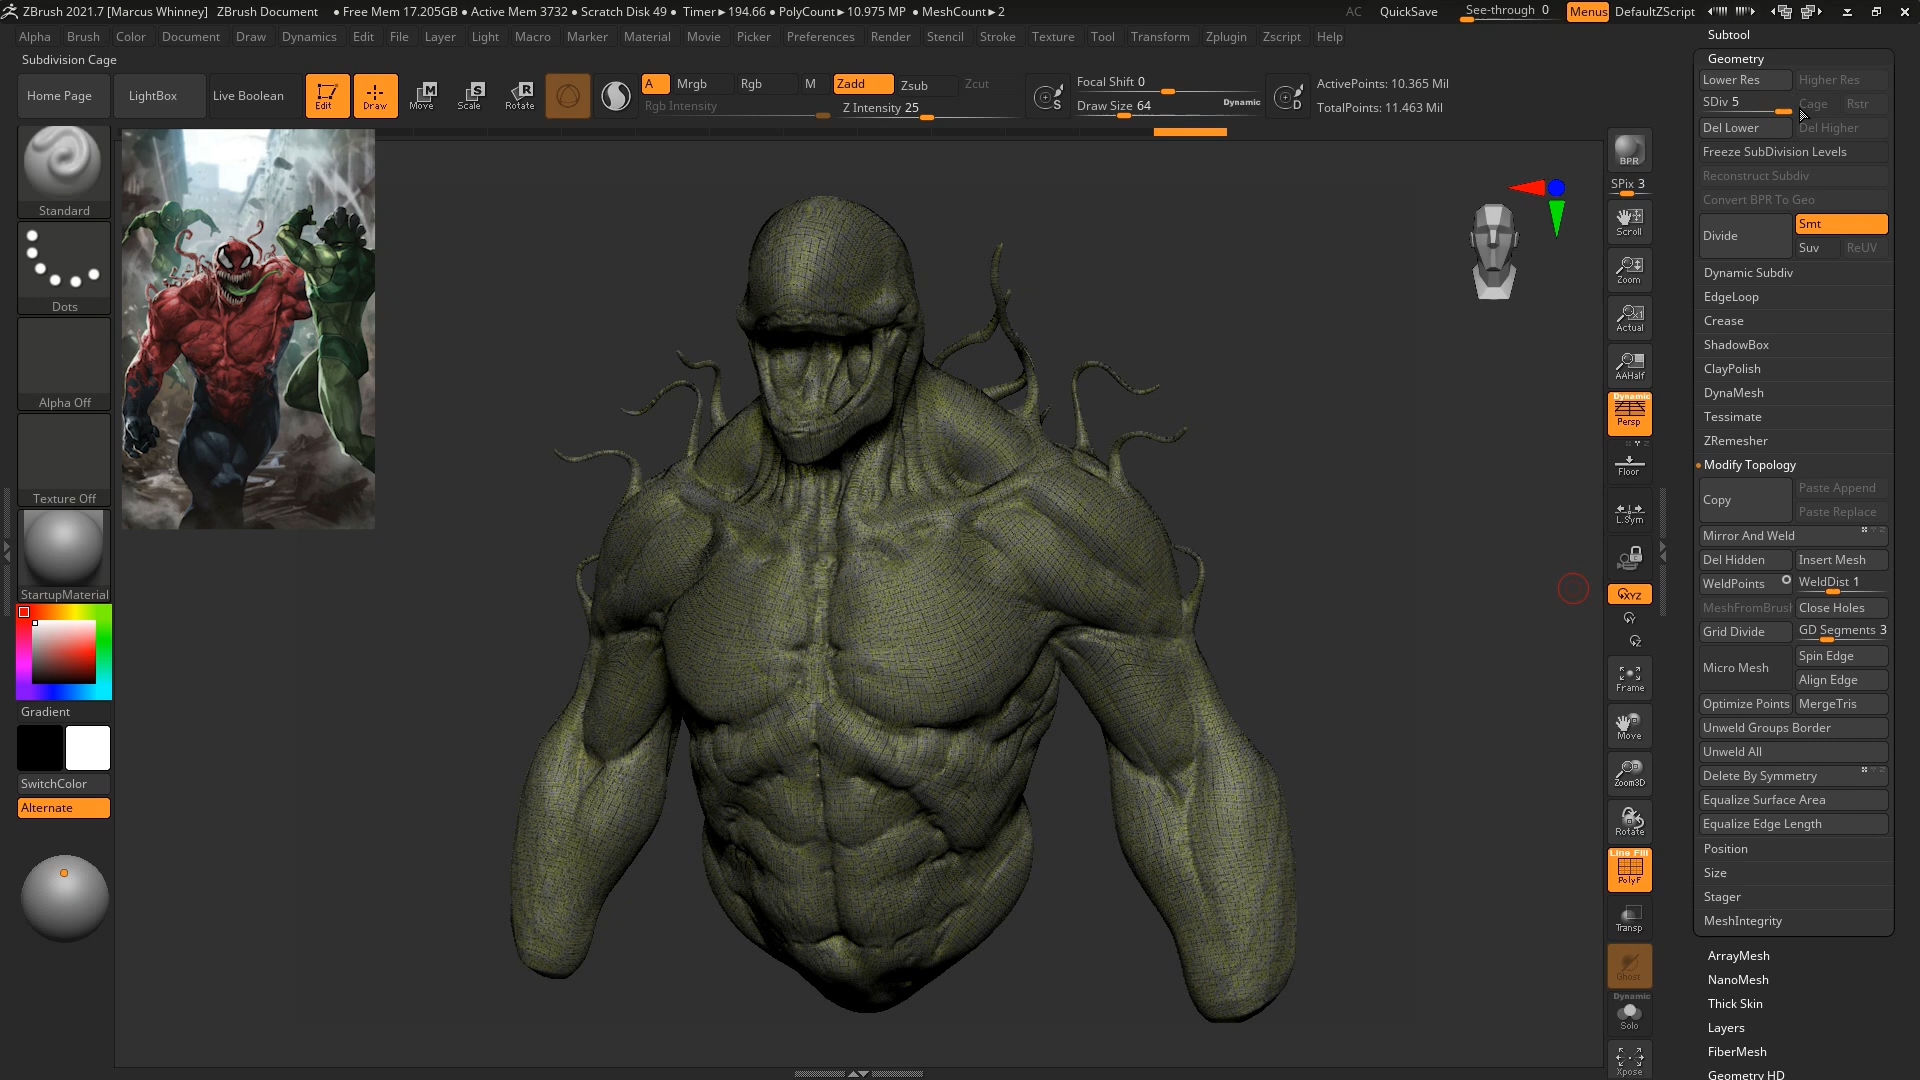 ZBrush 2021.7 [Marcus Whinney] ZBrush Document ● Free Mem 17.205GB ● Active Mem 3732 ● Scratch Disk 49 ● Timer►194.66 ● PolyCount►10.975 MP ● MeshCount►2 AC QuickSave See-through 0 Menus DefaultZScript
Alpha Brush Color Document Draw Dynamics Edit File Layer Light Macro Marker Material Movie Picker Preferences Render Stencil Stroke Texture Tool Transform Zplugin Zscript Help
Subdivision Cage
Home Page LightBox Live Boolean Edit Draw Move Scale Rotate
A Mrgb Rgb M Zadd Zsub Zcut
Rgb Intensity Z Intensity 25
S Focal Shift 0
Draw Size 64 Dynamic
D ActivePoints: 10.365 Mil
TotalPoints: 11.463 Mil
Standard
Dots
Alpha Off
Texture Off
StartupMaterial
Gradient
SwitchColor
Alternate
BPR
SPix 3
Scroll
Zoom
Actual
AAHalf
Dynamic
Persp
Floor
L.Sym
XYZ
Y
Z
Frame
Move
Zoom3D
Rotate
Line Fill
PolyF
Transp
Ghost
Dynamic
Solo
Xpose
Subtool
Geometry
Lower Res Higher Res
SDiv 5 Cage Rstr
Del Lower Del Higher
Freeze SubDivision Levels
Reconstruct Subdiv
Convert BPR To Geo
Divide Smt
Suv ReUV
Dynamic Subdiv
EdgeLoop
Crease
ShadowBox
ClayPolish
DynaMesh
Tessimate
ZRemesher
Modify Topology
Copy Paste Append
Paste Replace
Mirror And Weld
Del Hidden Insert Mesh
WeldPoints WeldDist 1
MeshFromBrush Close Holes
Grid Divide GD Segments 3
Micro Mesh Spin Edge
Align Edge
Optimize Points MergeTris
Unweld Groups Border
Unweld All
Delete By Symmetry
Equalize Surface Area
Equalize Edge Length
Position
Size
Stager
MeshIntegrity
ArrayMesh
NanoMesh
Thick Skin
Layers
FiberMesh
Geometry HD